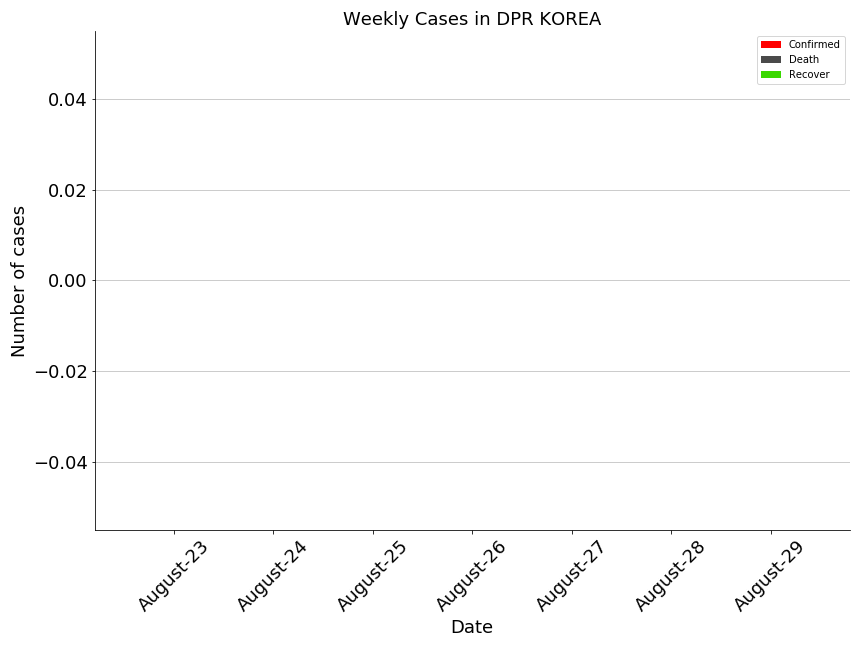 Weekly Cases in DPR KOREA
Confirmed
Death
Recover
Number of cases
0.04
0.02
0.00
−0.02
−0.04
August-23
August-24
August-25
August-26
August-27
August-28
August-29
Date